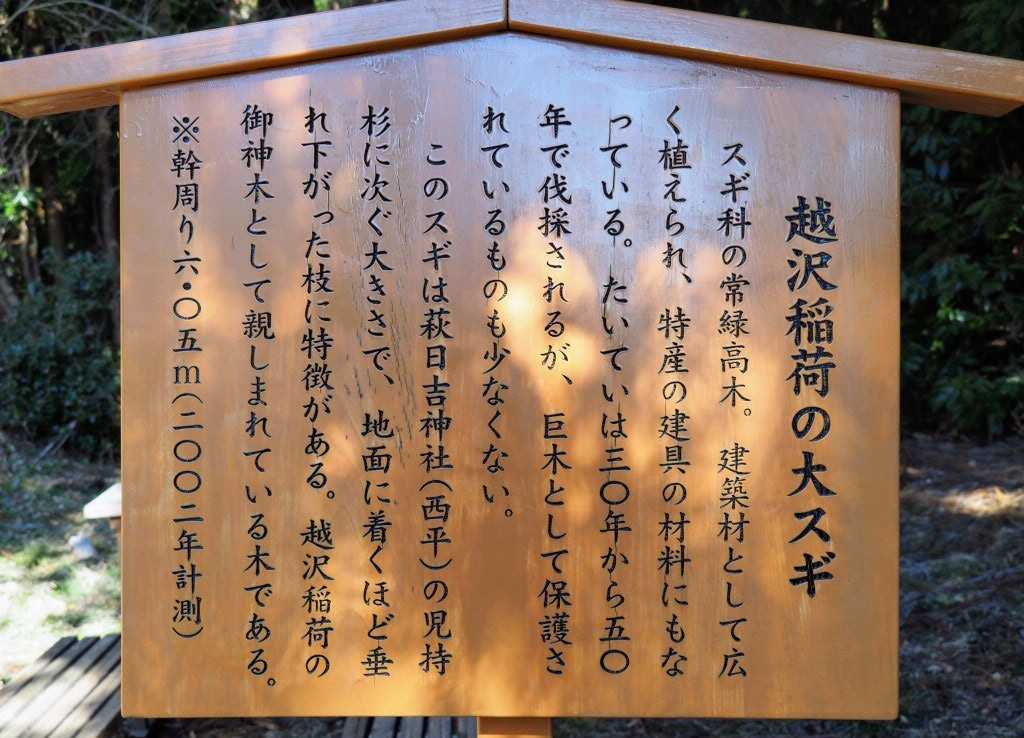 越沢稲荷の大スギ
スギ科の常緑高木。建築材として広
く植えられ、特産の建具の材料にもな
っている。たいていは三〇年から五〇
年で伐採されるが、巨木として保護さ
れているものも少なくない。
このスギは萩日吉神社(西平)の児持
杉に次ぐ大きさで、地面に着くほど垂
れ下がった枝に特徴がある。越沢稲荷の
御神木として親しまれている木である。
※幹周り六・〇五m(二〇〇二年計測)